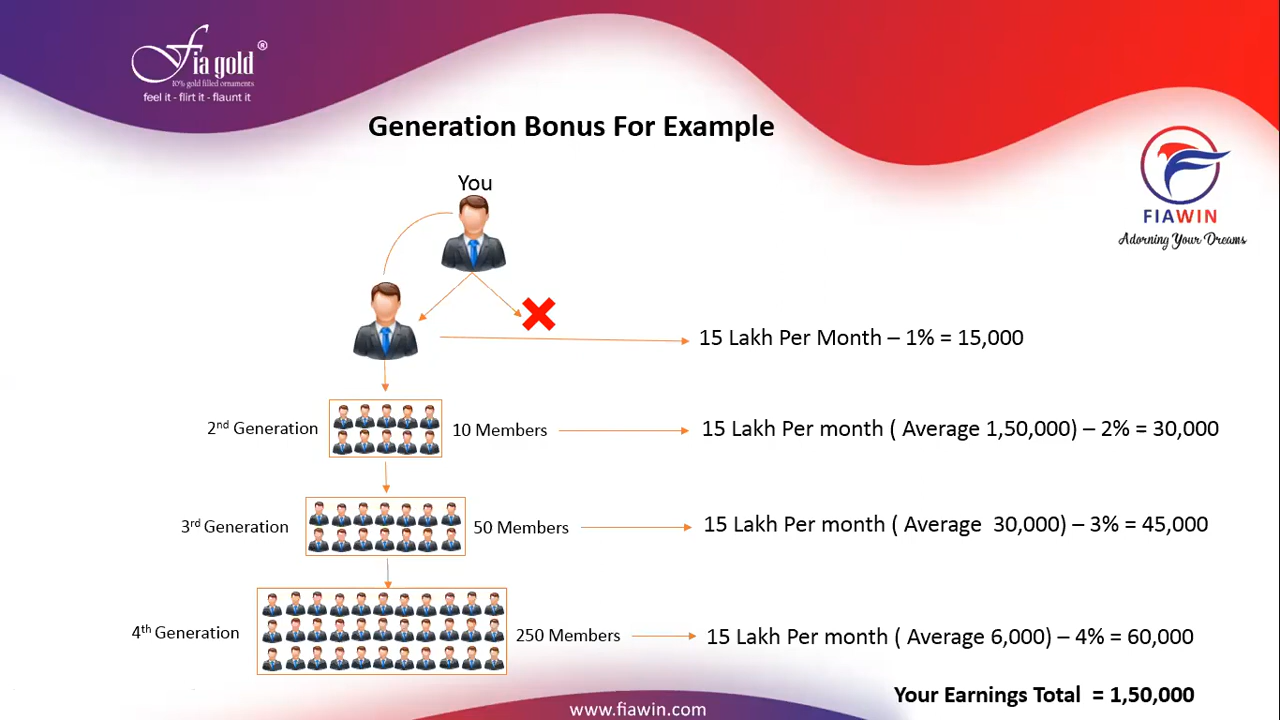 Fia gold ®
10% gold filled ornaments
feel it - flirt it - flaunt it
Generation Bonus For Example
You
FIAWIN
Adorning Your Dreams
15 Lakh Per Month – 1% = 15,000
2nd Generation
10 Members
15 Lakh Per month ( Average 1,50,000) – 2% = 30,000
3rd Generation
50 Members
15 Lakh Per month ( Average 30,000) – 3% = 45,000
4th Generation
250 Members
15 Lakh Per month ( Average 6,000) – 4% = 60,000
Your Earnings Total = 1,50,000
www.fiawin.com